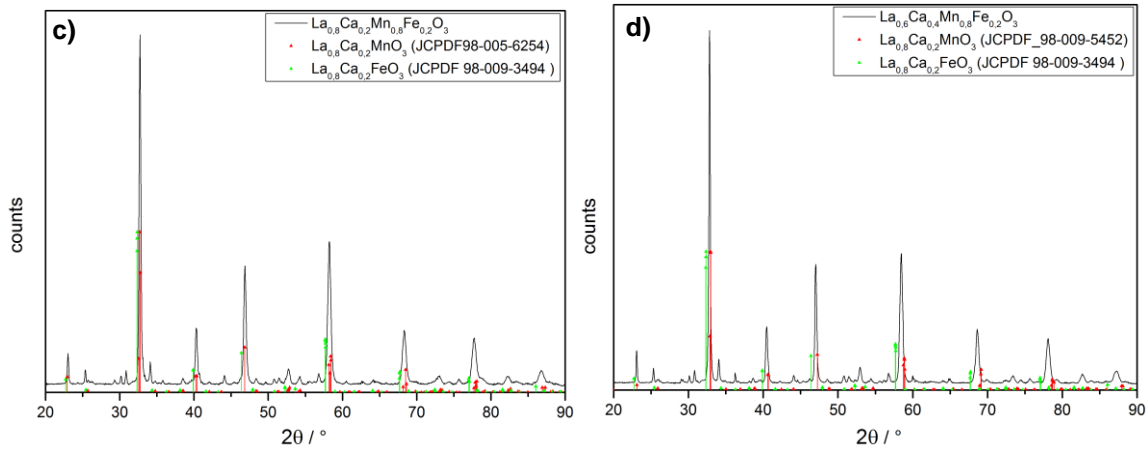 c)
La0,8Ca0,2Mn0,8Fe0,2O3
La0,8Ca0,2MnO3 (JCPDF98-005-6254)
La0,8Ca0,2FeO3 (JCPDF 98-009-3494 )
counts
20 30 40 50 60 70 80 90
2θ / °
d)
La0,6Ca0,4Mn0,8Fe0,2O3
La0,8Ca0,2MnO3 (JCPDF_98-009-5452)
La0,8Ca0,2FeO3 (JCPDF 98-009-3494 )
counts
20 30 40 50 60 70 80 90
2θ / °